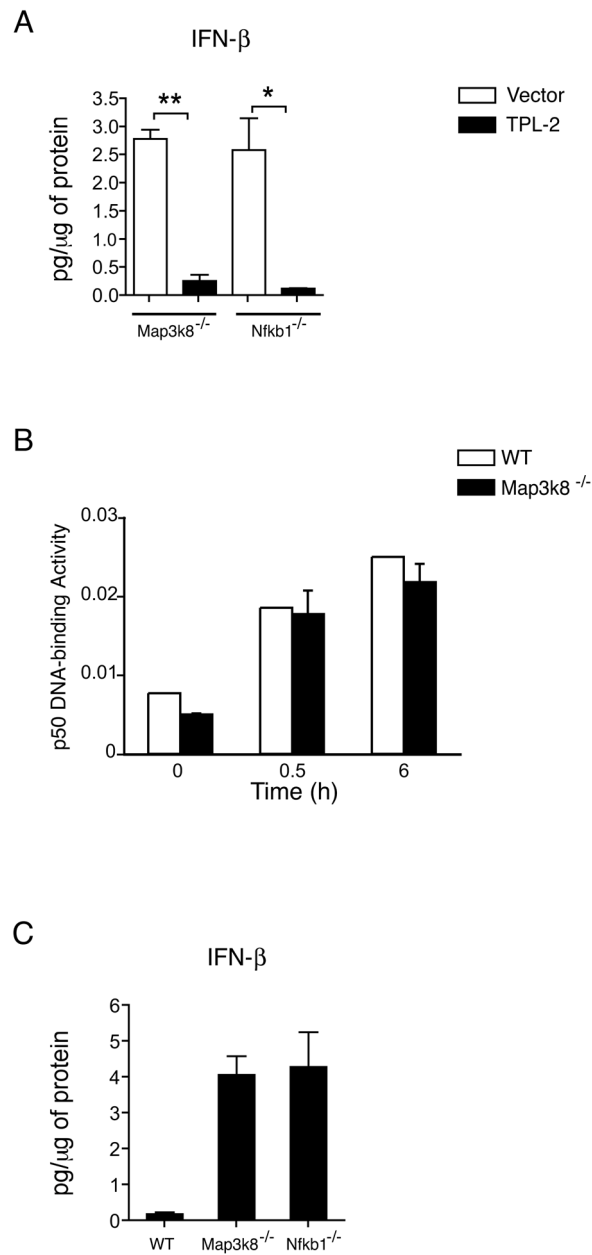 A
IFN-β
Vector
TPL-2
** *
3.5
3.0
2.5
2.0
1.5
1.0
0.5
0.0
pg/μg of protein
Map3k8-/- Nfkb1-/-
B
WT
Map3k8 -/-
0.03
0.02
0.01
0
p50 DNA-binding Activity
0 0.5 6
Time (h)
C
IFN-β
6
5
4
3
2
1
0
pg/μg of protein
WT Map3k8-/- Nfkb1-/-